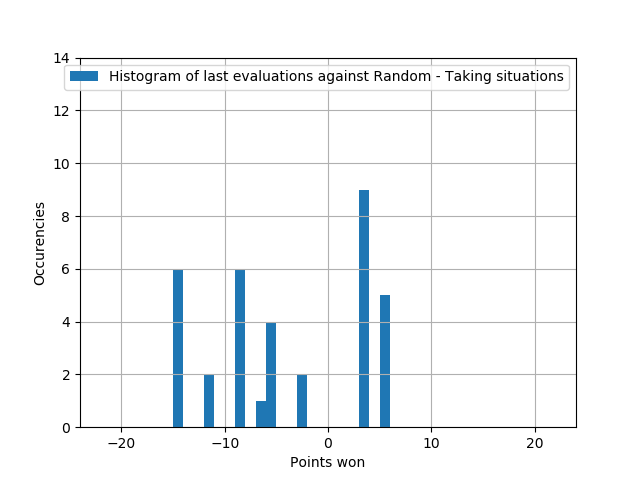 Histogram of last evaluations against Random - Taking situations
14
12
10
8
6
4
2
0
Occurencies
−20 −10 0 10 20
Points won